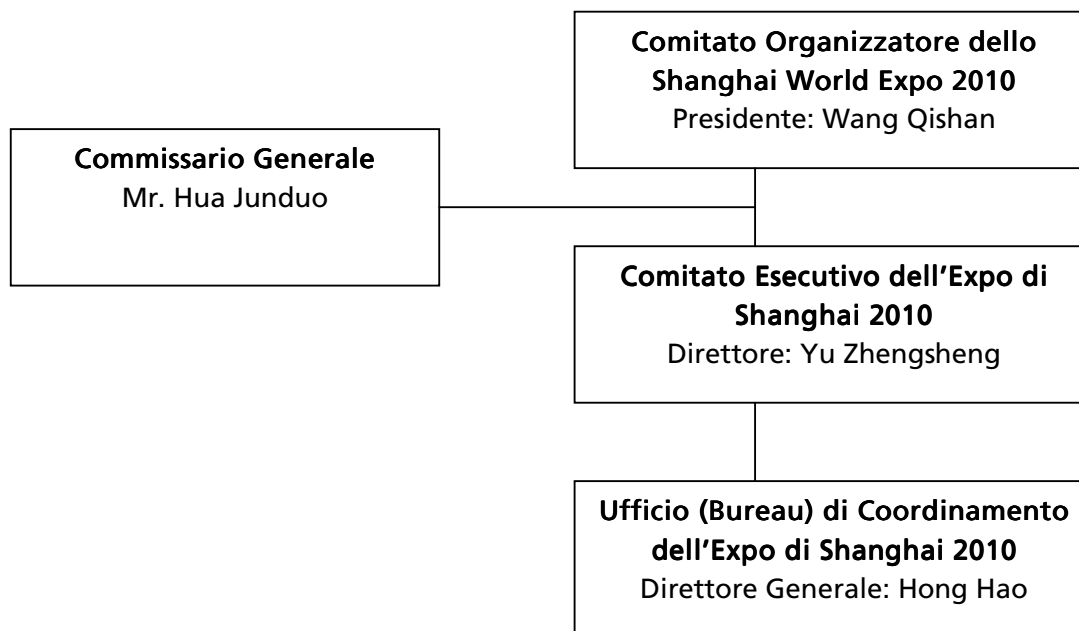 Comitato Organizzatore dello
Shanghai World Expo 2010
Presidente: Wang Qishan
Commissario Generale
Mr. Hua Junduo
Comitato Esecutivo dell’Expo di
Shanghai 2010
Direttore: Yu Zhengsheng
Ufficio (Bureau) di Coordinamento
dell’Expo di Shanghai 2010
Direttore Generale: Hong Hao